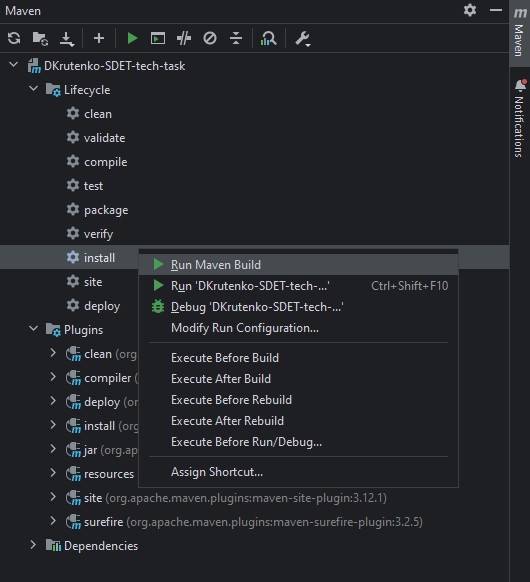 Maven
DKrutenko-SDET-tech-task
Lifecycle
clean
validate
compile
test
package
verify
install
site
deploy
Plugins
clean (org
compiler
deploy (or
install (org
jar (org.ap
resources
site (org.apache.maven.plugins:maven-site-plugin:3.12.1)
surefire (org.apache.maven.plugins:maven-surefire-plugin:3.2.5)
Dependencies
Run Maven Build
Run 'DKrutenko-SDET-tech-...' Ctrl+Shift+F10
Debug 'DKrutenko-SDET-tech-...'
Modify Run Configuration...
Execute Before Build
Execute After Build
Execute Before Rebuild
Execute After Rebuild
Execute Before Run/Debug...
Assign Shortcut...
m
Maven
Notifications